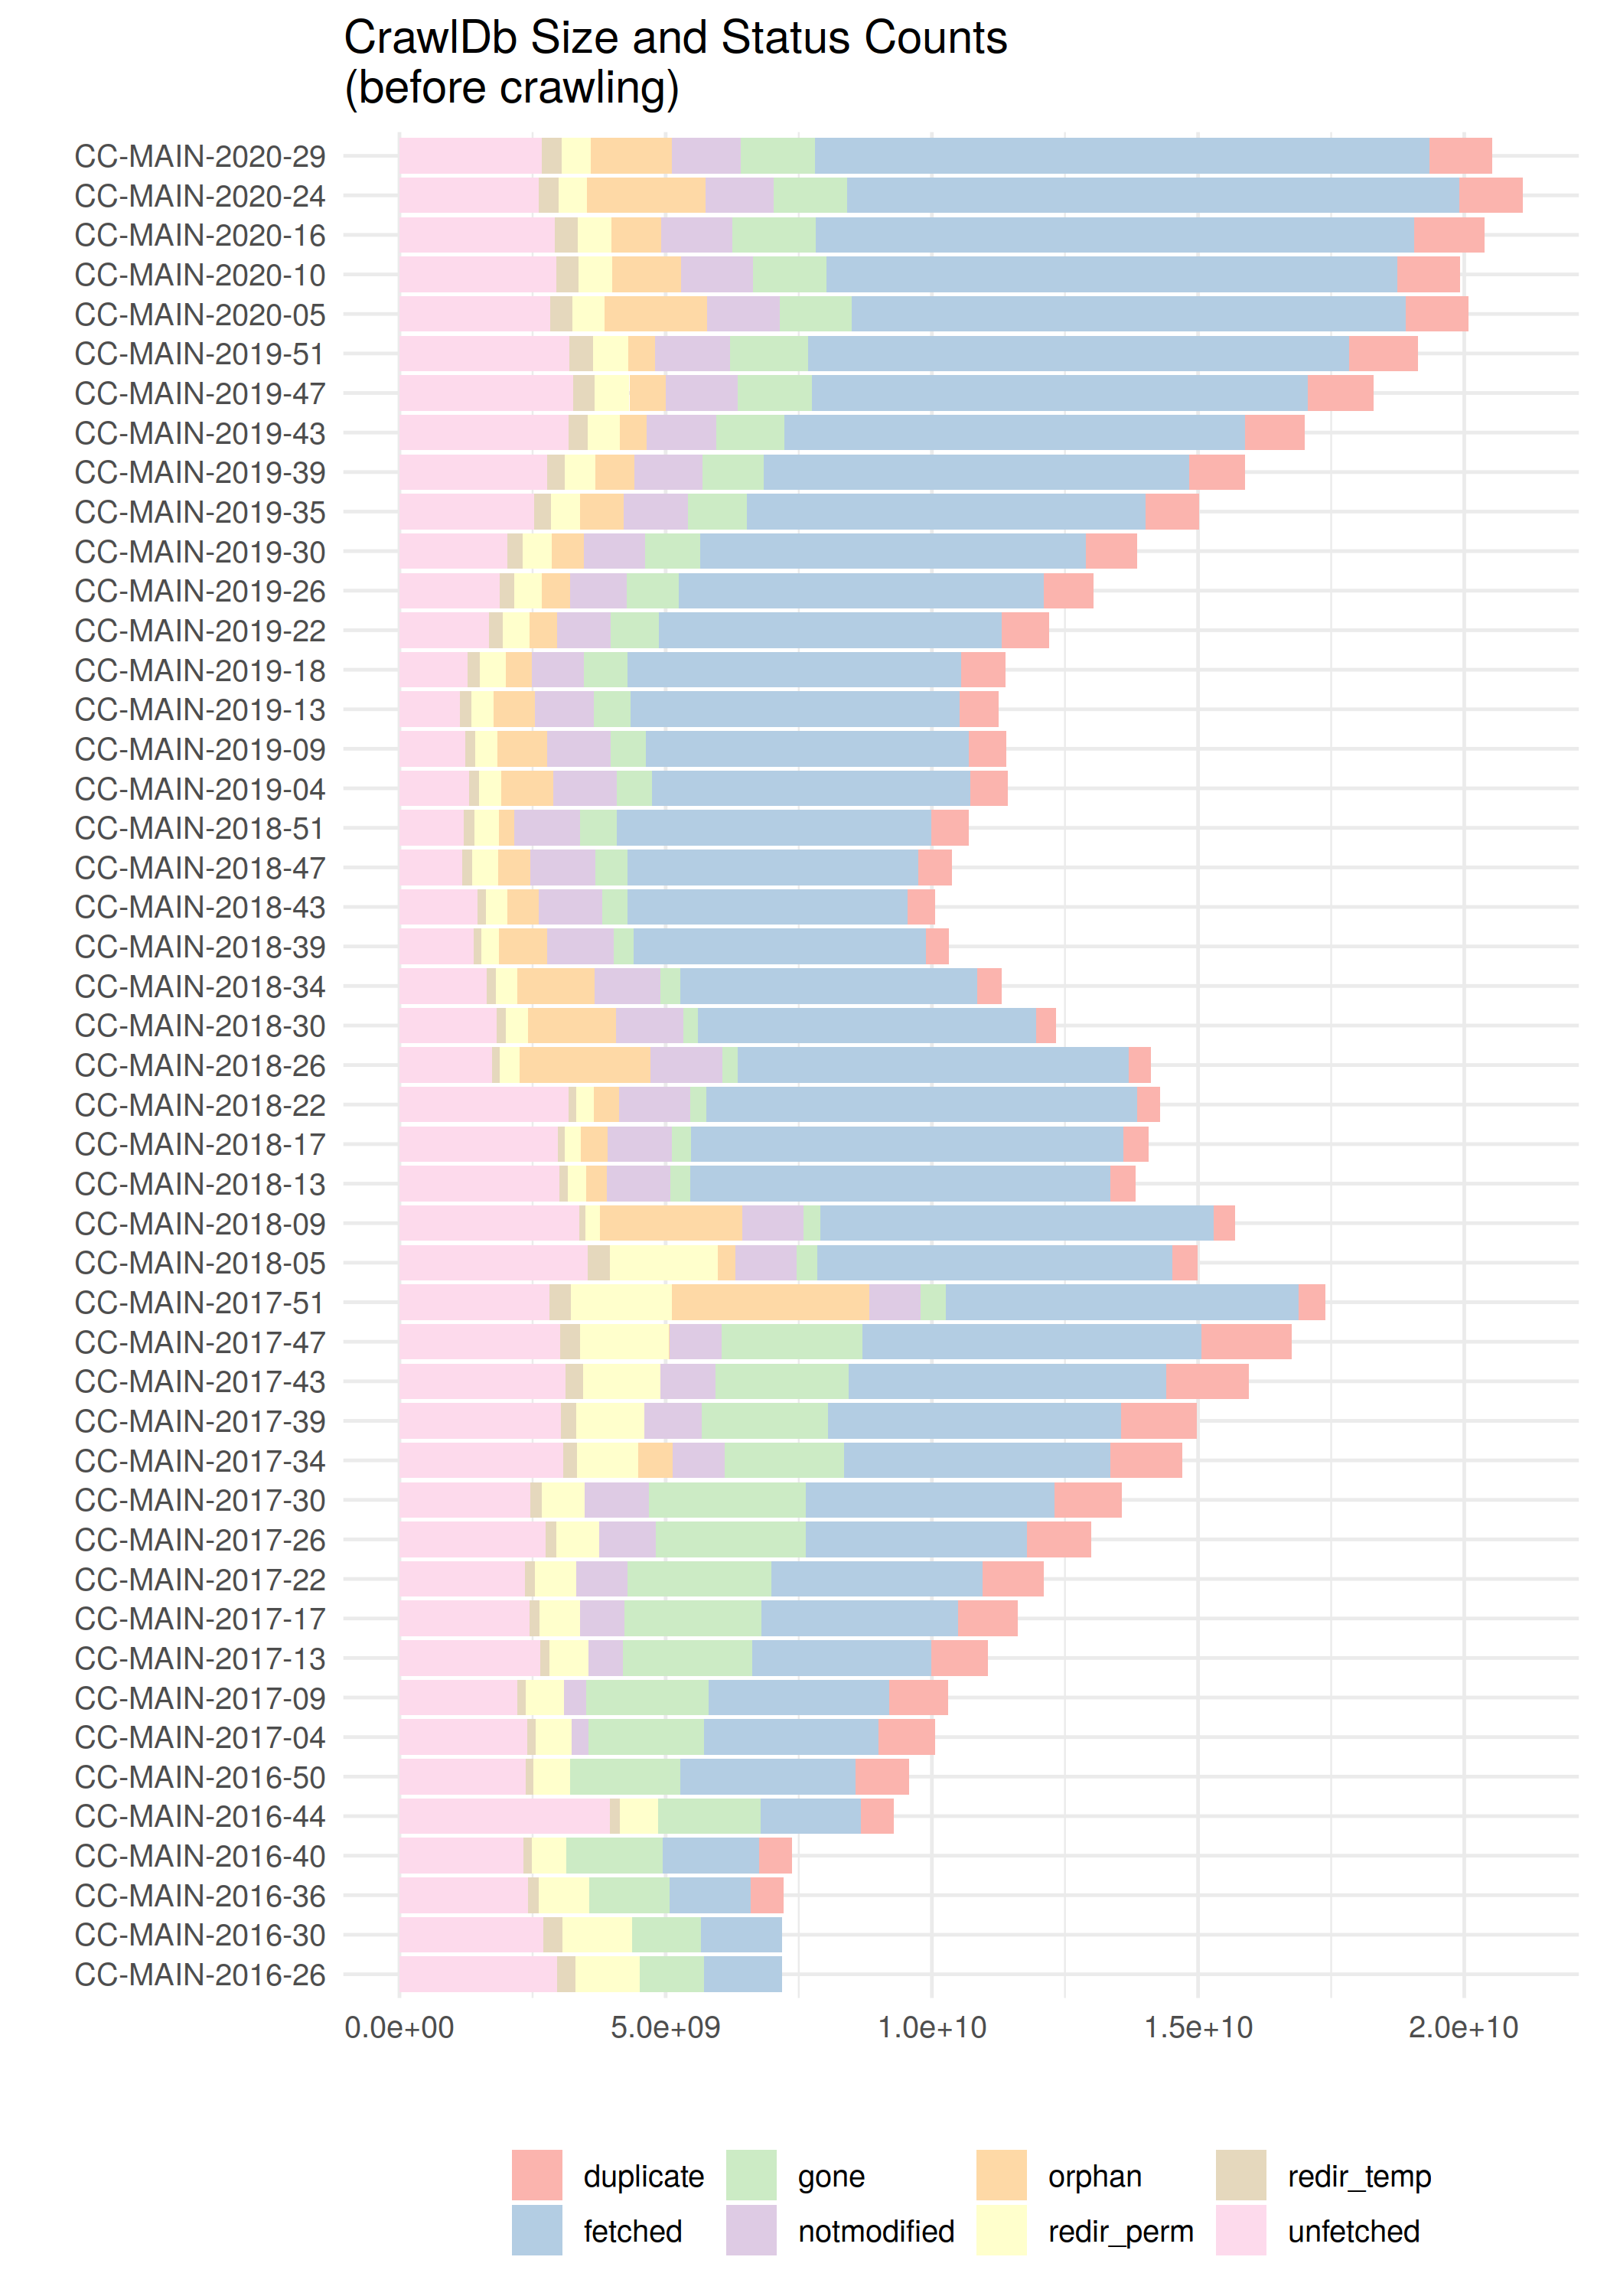 CrawlDb Size and Status Counts
(before crawling)
CC-MAIN-2020-29
CC-MAIN-2020-24
CC-MAIN-2020-16
CC-MAIN-2020-10
CC-MAIN-2020-05
CC-MAIN-2019-51
CC-MAIN-2019-47
CC-MAIN-2019-43
CC-MAIN-2019-39
CC-MAIN-2019-35
CC-MAIN-2019-30
CC-MAIN-2019-26
CC-MAIN-2019-22
CC-MAIN-2019-18
CC-MAIN-2019-13
CC-MAIN-2019-09
CC-MAIN-2019-04
CC-MAIN-2018-51
CC-MAIN-2018-47
CC-MAIN-2018-43
CC-MAIN-2018-39
CC-MAIN-2018-34
CC-MAIN-2018-30
CC-MAIN-2018-26
CC-MAIN-2018-22
CC-MAIN-2018-17
CC-MAIN-2018-13
CC-MAIN-2018-09
CC-MAIN-2018-05
CC-MAIN-2017-51
CC-MAIN-2017-47
CC-MAIN-2017-43
CC-MAIN-2017-39
CC-MAIN-2017-34
CC-MAIN-2017-30
CC-MAIN-2017-26
CC-MAIN-2017-22
CC-MAIN-2017-17
CC-MAIN-2017-13
CC-MAIN-2017-09
CC-MAIN-2017-04
CC-MAIN-2016-50
CC-MAIN-2016-44
CC-MAIN-2016-40
CC-MAIN-2016-36
CC-MAIN-2016-30
CC-MAIN-2016-26
0.0e+00 5.0e+09 1.0e+10 1.5e+10 2.0e+10
duplicate gone orphan redir_temp
fetched notmodified redir_perm unfetched